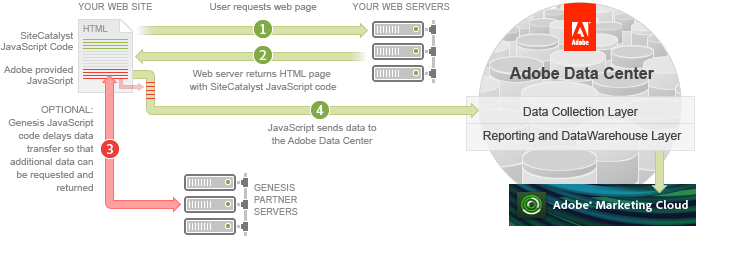 YOUR WEB SITE
User requests web page
YOUR WEB SERVERS
1
HTML
SiteCatalyst
JavaScript Code
2
Adobe provided
JavaScript
Web server returns HTML page
with SiteCatalyst JavaScript code
4
JavaScript sends data to
the Adobe Data Center
OPTIONAL:
Genesis JavaScript
code delays data
transfer so that
additional data can
be requested and
returned
3
GENESIS
PARTNER
SERVERS
Adobe
Adobe Data Center
Data Collection Layer
Reporting and DataWarehouse Layer
Adobe® Marketing Cloud